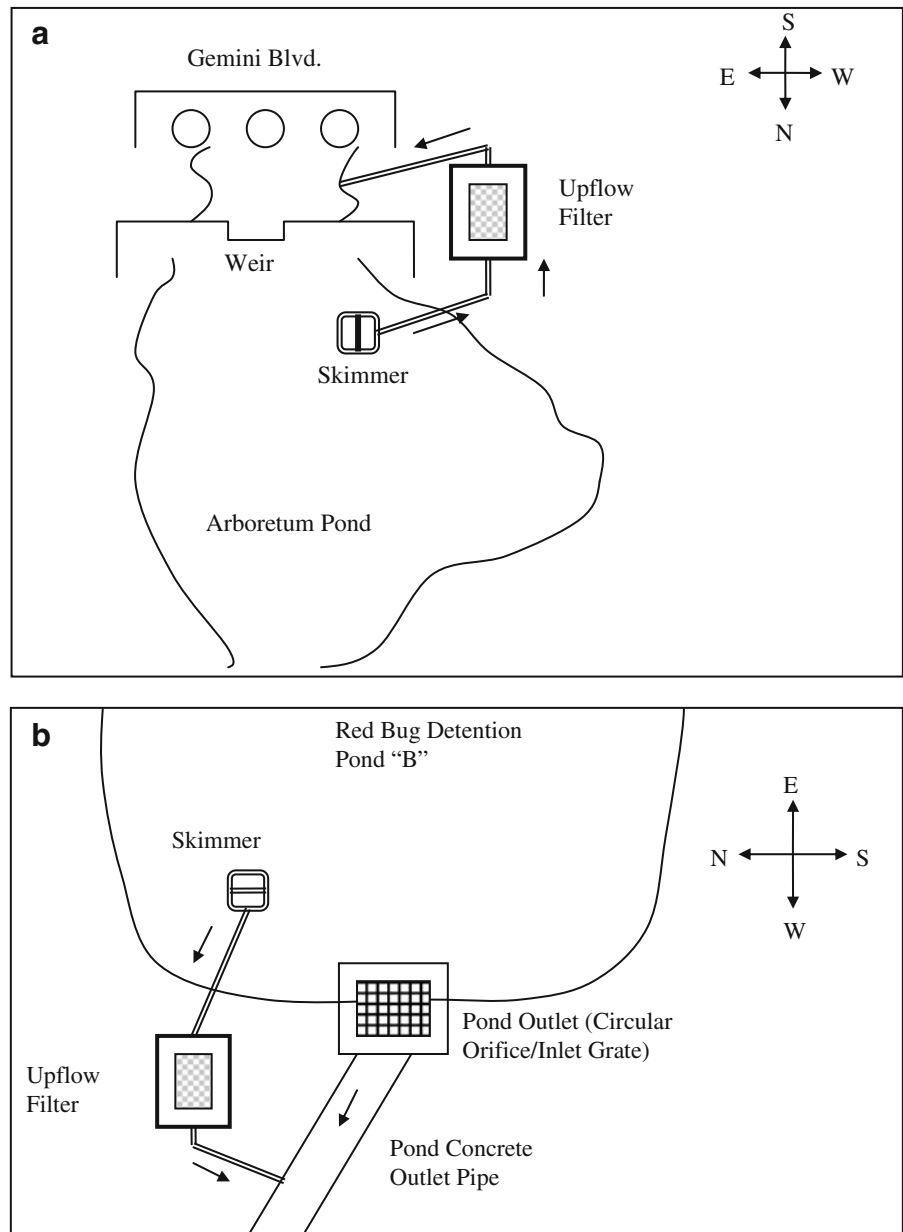 a
Gemini Blvd.
S
E
W
N
Upflow
Filter
Weir
Skimmer
Arboretum Pond
b
Red Bug Detention
Pond “B”
Skimmer
E
N
S
W
Pond Outlet (Circular
Orifice/Inlet Grate)
Upflow
Filter
Pond Concrete
Outlet Pipe